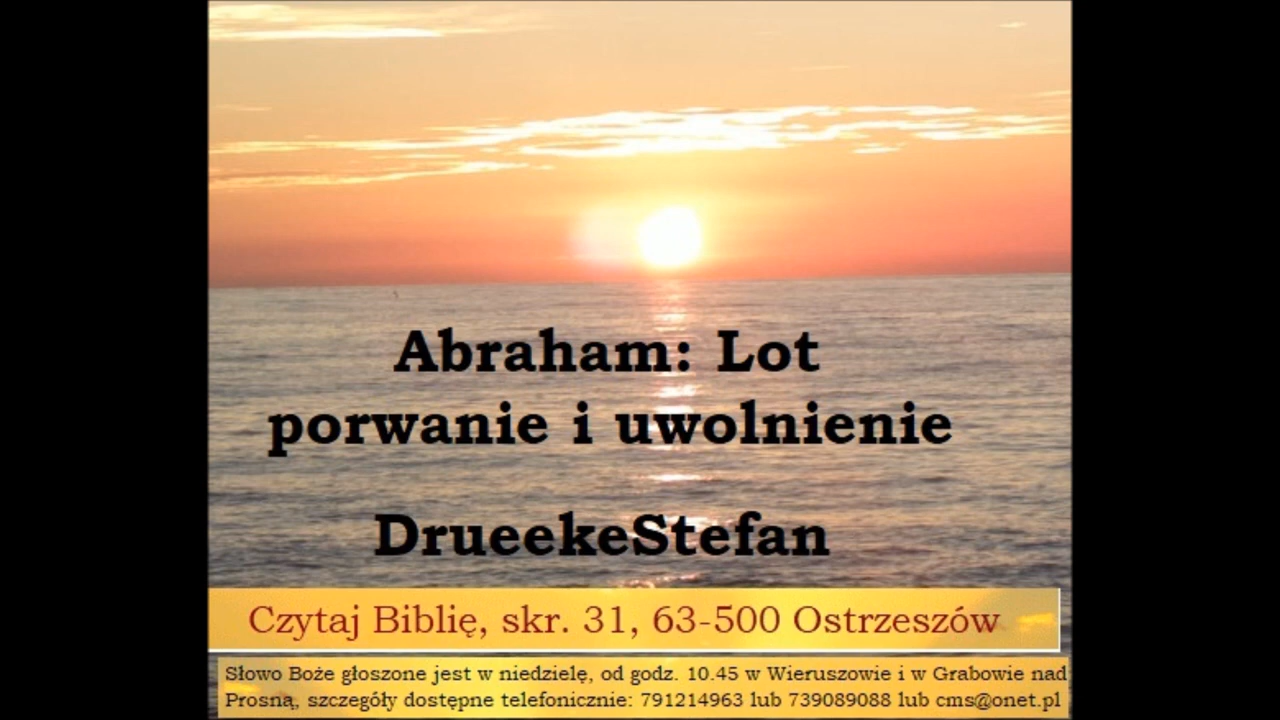 Abraham: Lot
porwanie i uwolnienie
DrueekeStefan
Czytaj Biblię, skr. 31, 63-500 Ostrzeszów
Słowo Boże głoszone jest w niedzielę, od godz. 10.45 w Wieruszowie i w Grabowie nad
Prosną, szczegóły dostępne telefonicznie: 791214963 lub 739089088 lub cms@onet.pl